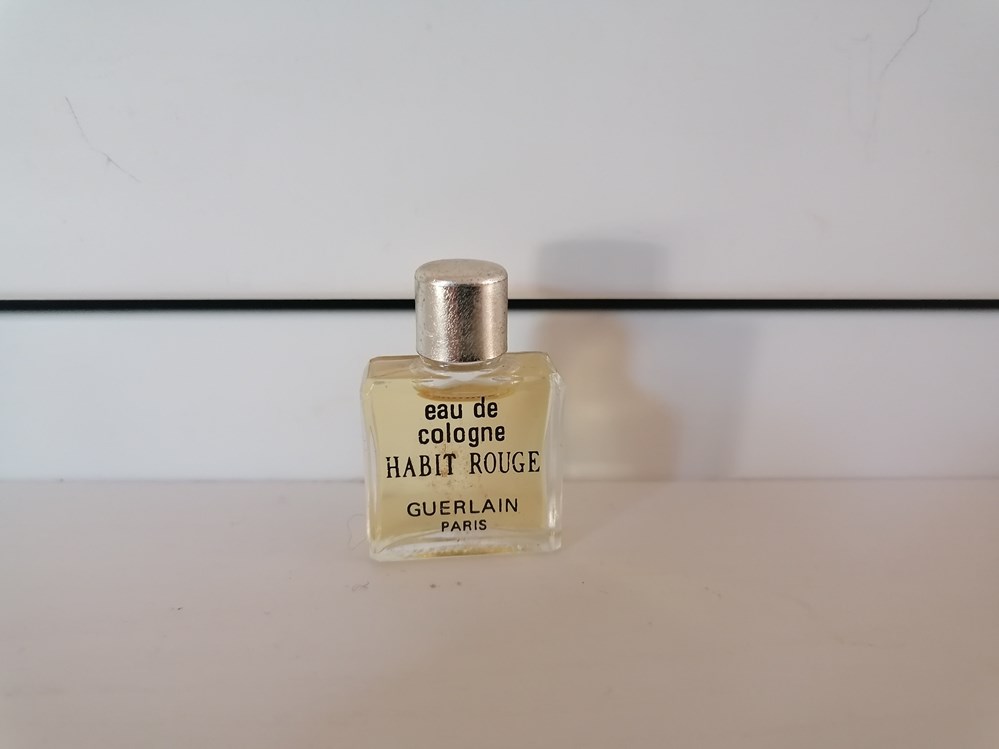 eau de
cologne
HABIT ROUGE
GUERLAIN
PARIS